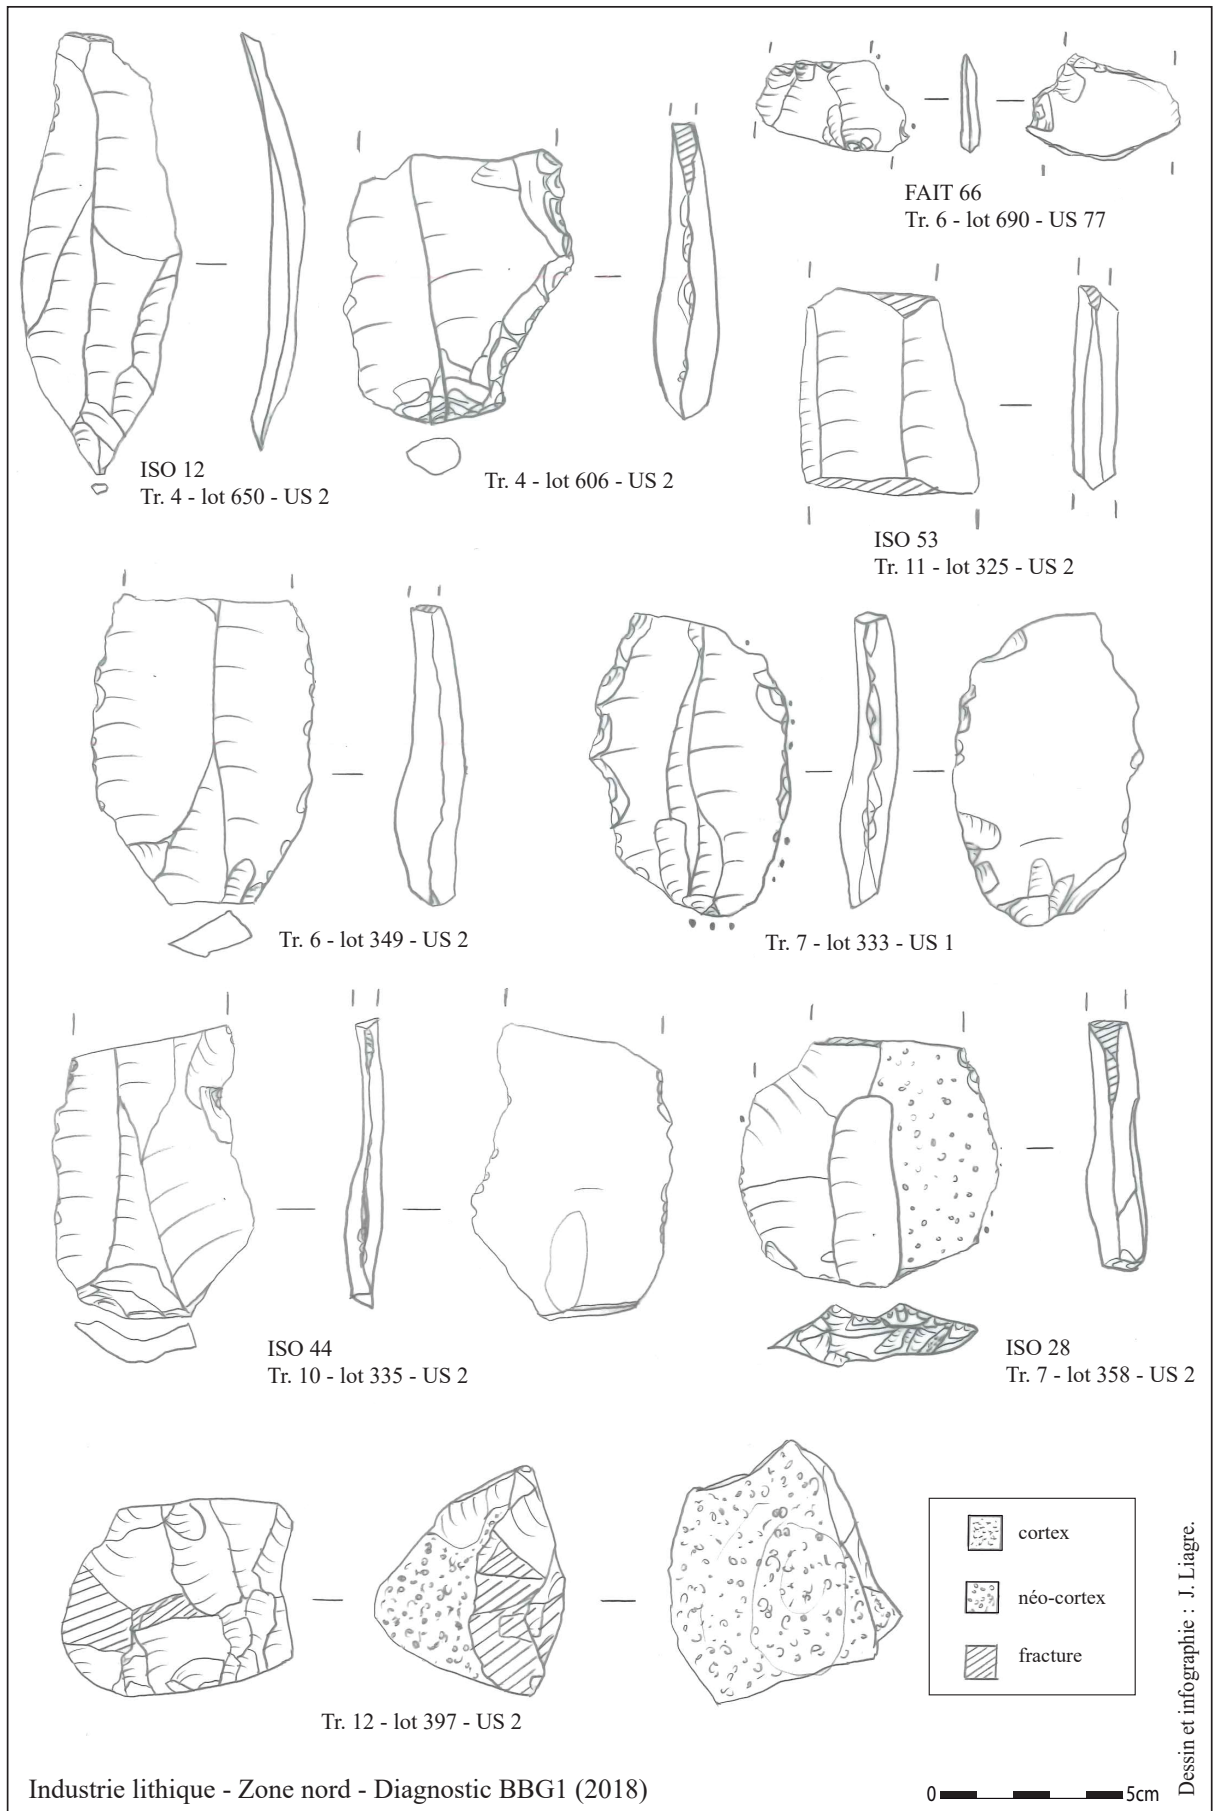 FAIT 66
Tr. 6 - lot 690 - US 77
ISO 12
Tr. 4 - lot 650 - US 2
Tr. 4 - lot 606 - US 2
ISO 53
Tr. 11 - lot 325 - US 2
Tr. 6 - lot 349 - US 2
Tr. 7 - lot 333 - US 1
ISO 44
Tr. 10 - lot 335 - US 2
ISO 28
Tr. 7 - lot 358 - US 2
Tr. 12 - lot 397 - US 2
cortex
néo-cortex
fracture
Dessin et infographie : J. Liagre.
Industrie lithique - Zone nord - Diagnostic BBG1 (2018)
0 5cm